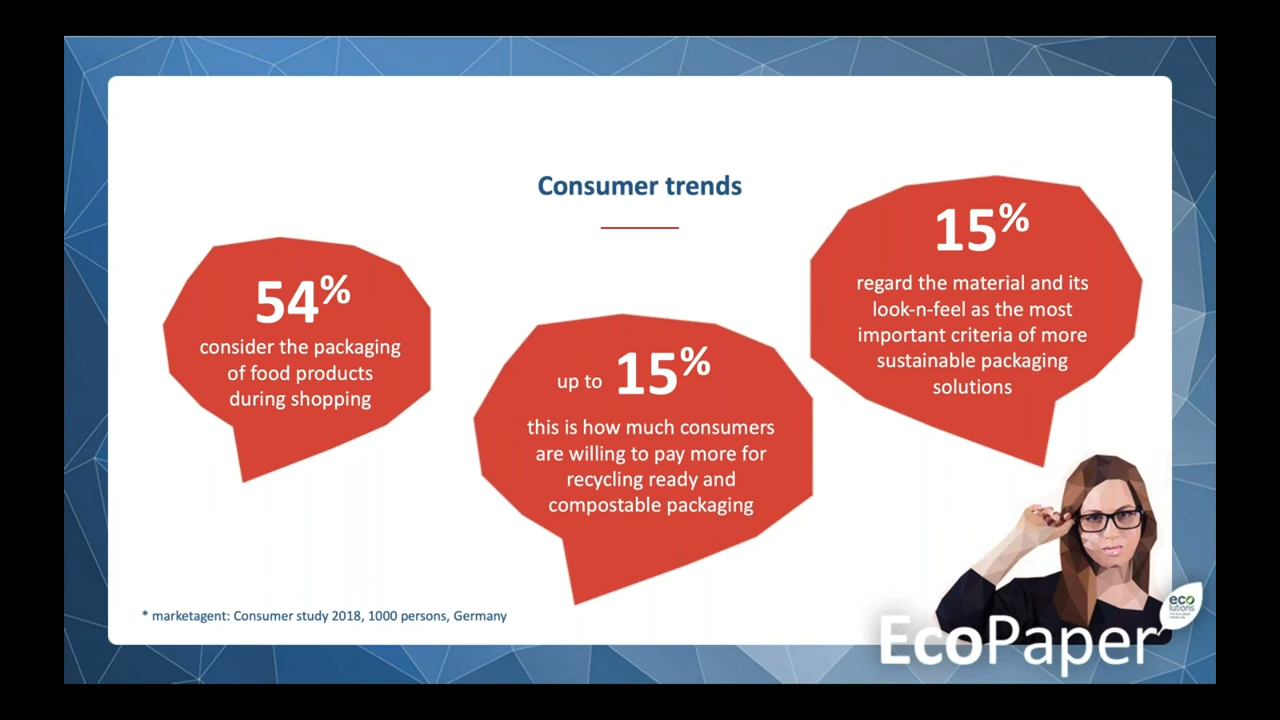 Consumer trends
54%
consider the packaging
of food products
during shopping
up to 15%
this is how much consumers
are willing to pay more for
recycling ready and
compostable packaging
15%
regard the material and its
look-n-feel as the most
important criteria of more
sustainable packaging
solutions
* marketagent: Consumer study 2018, 1000 persons, Germany
EcoPaper
eco
lutions